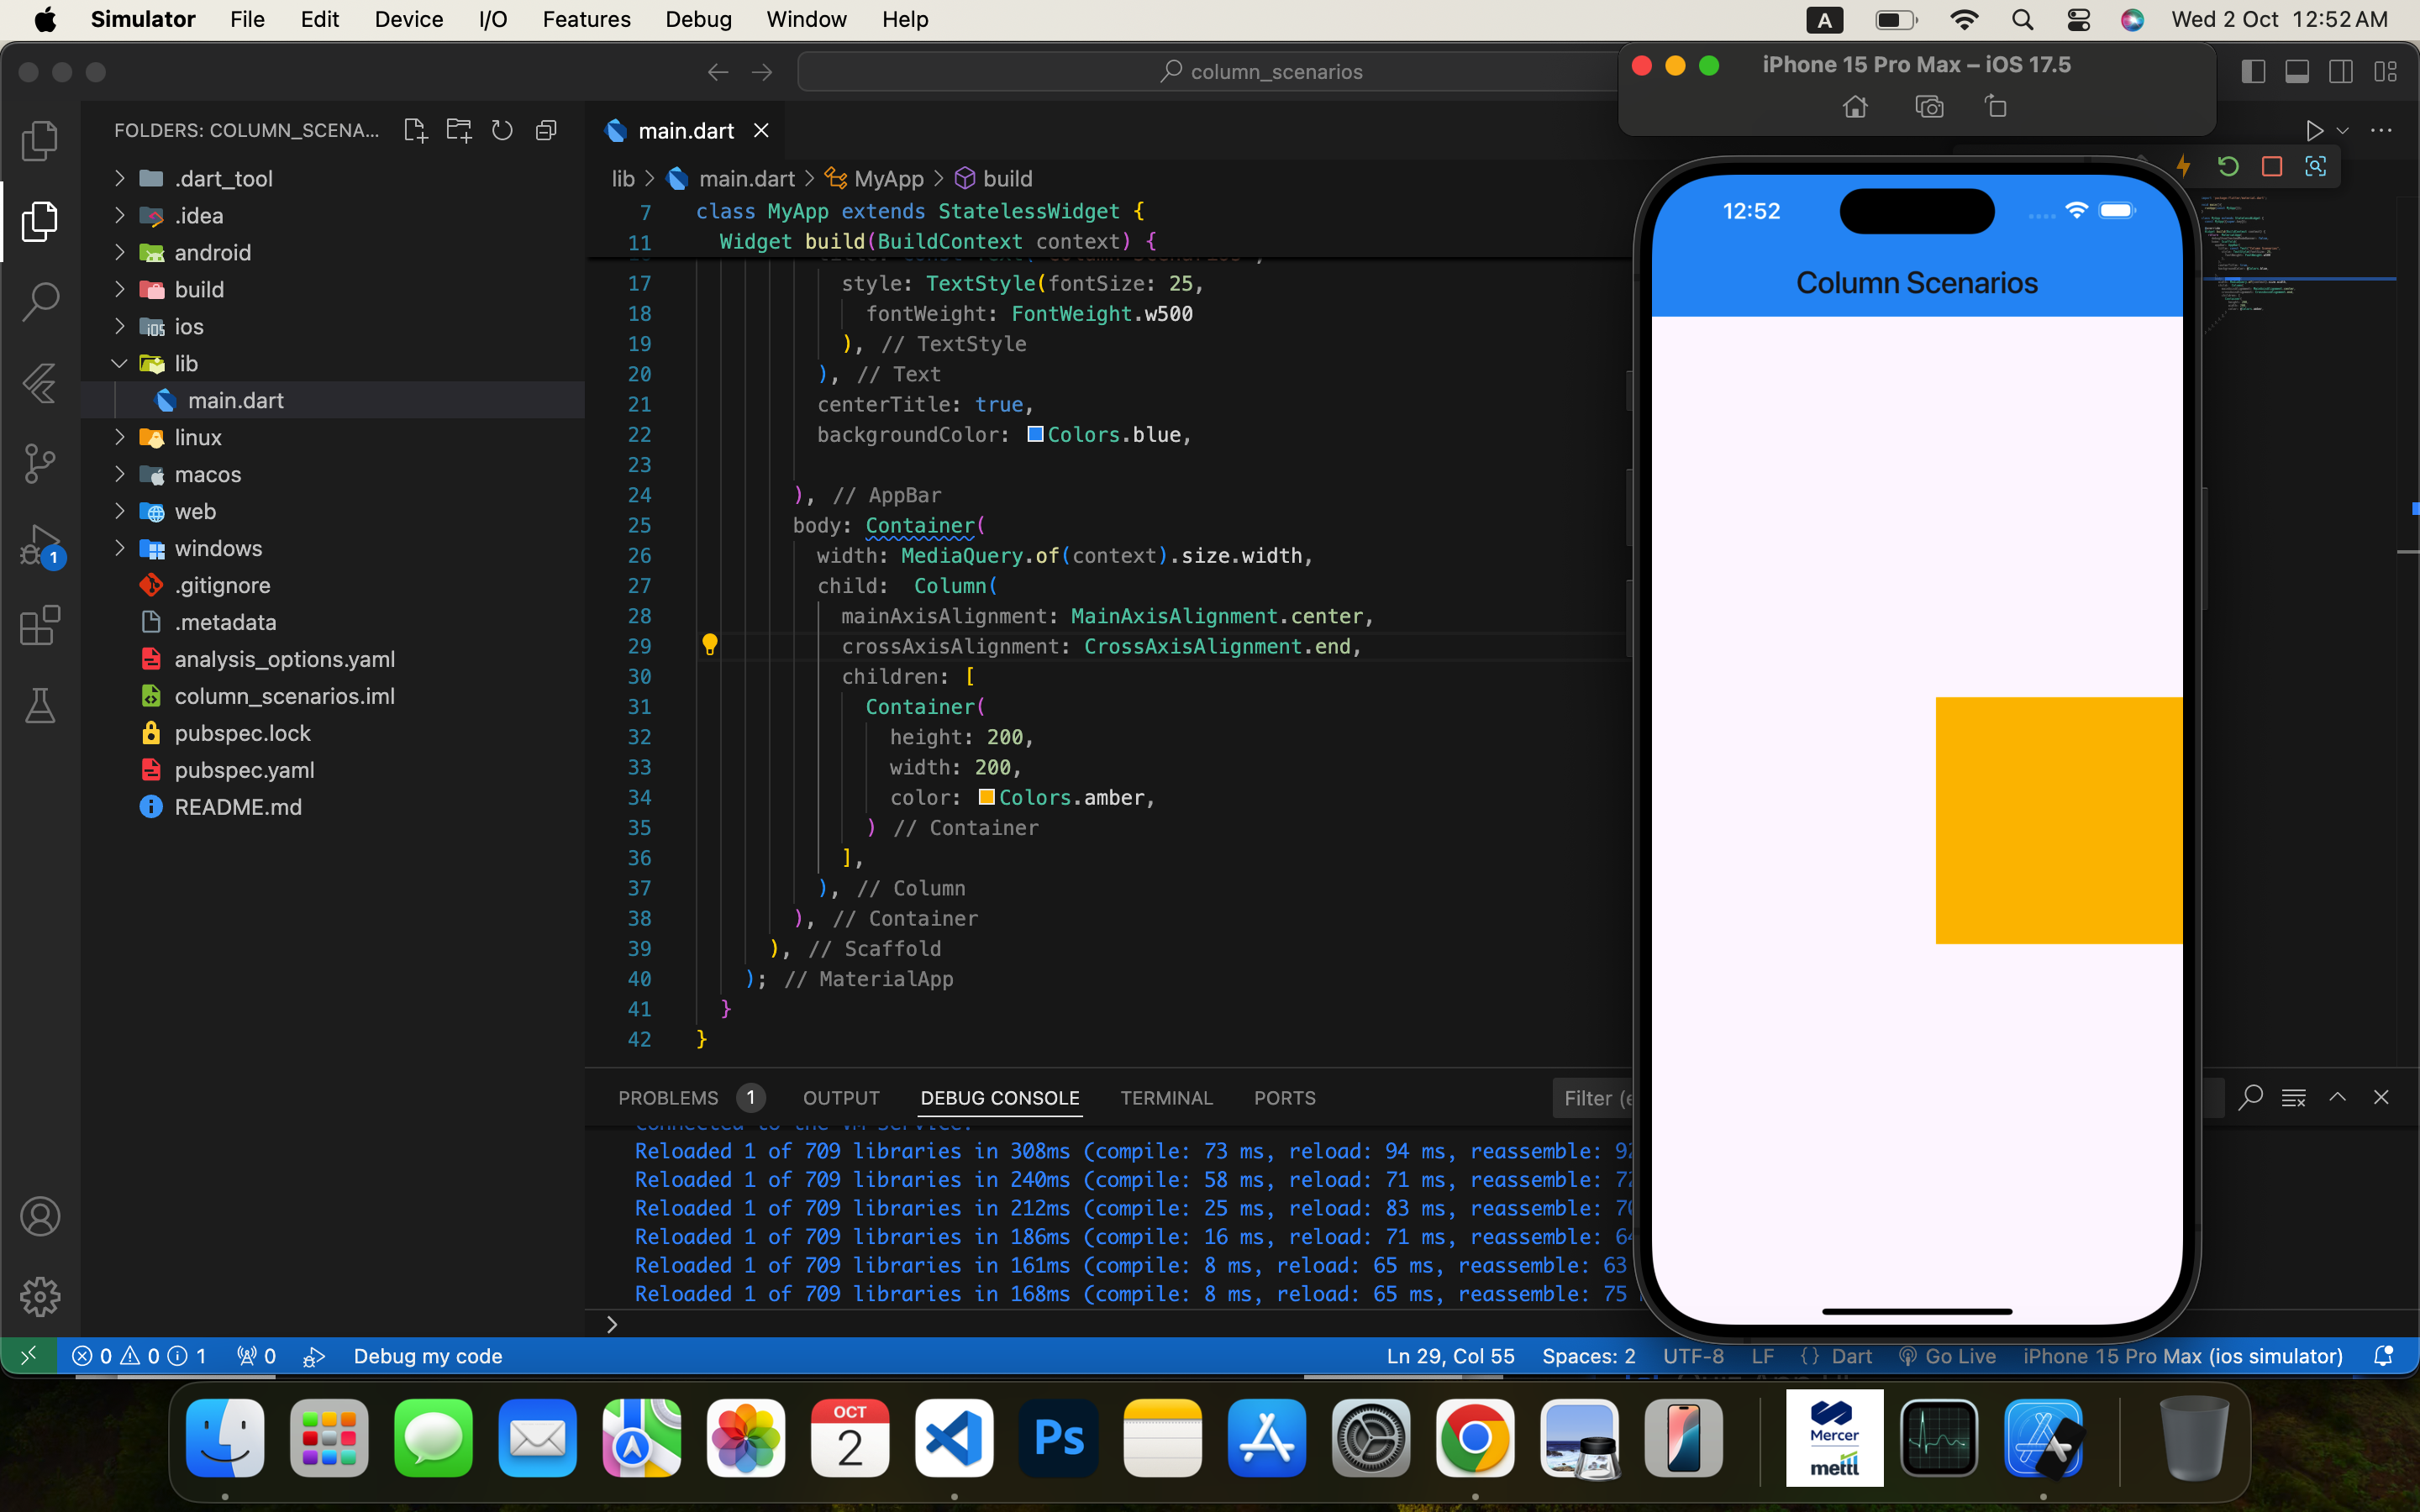 Simulator File Edit Device I/O Features Debug Window Help
A Wed 2 Oct 12:52 AM
column_scenarios
iPhone 15 Pro Max – iOS 17.5
FOLDERS: COLUMN_SCENA...
.dart_tool
.idea
android
build
ios
lib
main.dart
linux
macos
web
windows
.gitignore
.metadata
analysis_options.yaml
column_scenarios.iml
pubspec.lock
pubspec.yaml
README.md
1
main.dart
lib > main.dart > MyApp > build
7 class MyApp extends StatelessWidget {
11 Widget build(BuildContext context) {
17 style: TextStyle(fontSize: 25,
18 fontWeight: FontWeight.w500
19 ), // TextStyle
20 ), // Text
21 centerTitle: true,
22 backgroundColor: Colors.blue,
23
24 ), // AppBar
25 body: Container(
26 width: MediaQuery.of(context).size.width,
27 child:  Column(
28 mainAxisAlignment: MainAxisAlignment.center,
29 crossAxisAlignment: CrossAxisAlignment.end,
30 children: [
31 Container(
32 height: 200,
33 width: 200,
34 color: Colors.amber,
35 ) // Container
36 ],
37 ), // Column
38 ), // Container
39 ), // Scaffold
40 ); // MaterialApp
41 }
42 }
12:52
Column Scenarios
PROBLEMS 1 OUTPUT DEBUG CONSOLE TERMINAL PORTS Filter (e
Connected to the VM Service.
Reloaded 1 of 709 libraries in 308ms (compile: 73 ms, reload: 94 ms, reassemble: 92
Reloaded 1 of 709 libraries in 240ms (compile: 58 ms, reload: 71 ms, reassemble: 72
Reloaded 1 of 709 libraries in 212ms (compile: 25 ms, reload: 83 ms, reassemble: 70
Reloaded 1 of 709 libraries in 186ms (compile: 16 ms, reload: 71 ms, reassemble: 64
Reloaded 1 of 709 libraries in 161ms (compile: 8 ms, reload: 65 ms, reassemble: 63
Reloaded 1 of 709 libraries in 168ms (compile: 8 ms, reload: 65 ms, reassemble: 75
>
0 0 1 0 Debug my code Ln 29, Col 55 Spaces: 2 UTF-8 LF {} Dart Go Live iPhone 15 Pro Max (ios simulator)
OCT
2
Ps
Mercer
mettl